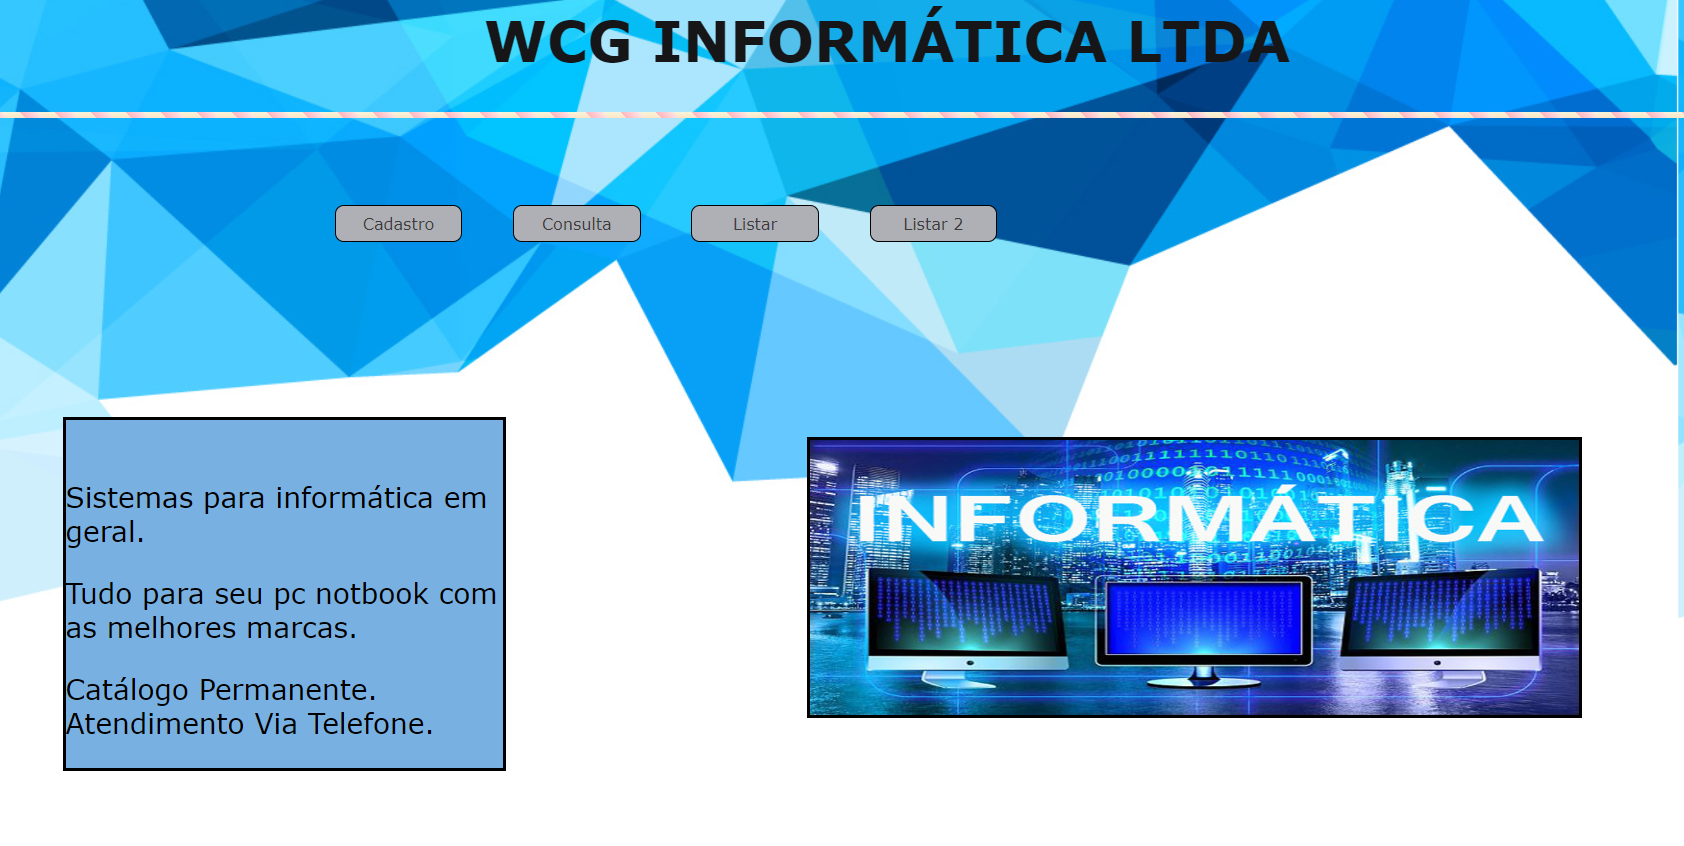 WCG INFORMÁTICA LTDA
Cadastro
Consulta
Listar
Listar 2
Sistemas para informática em
geral.
Tudo para seu pc notbook com
as melhores marcas.
Catálogo Permanente.
Atendimento Via Telefone.
INFORMÁTICA